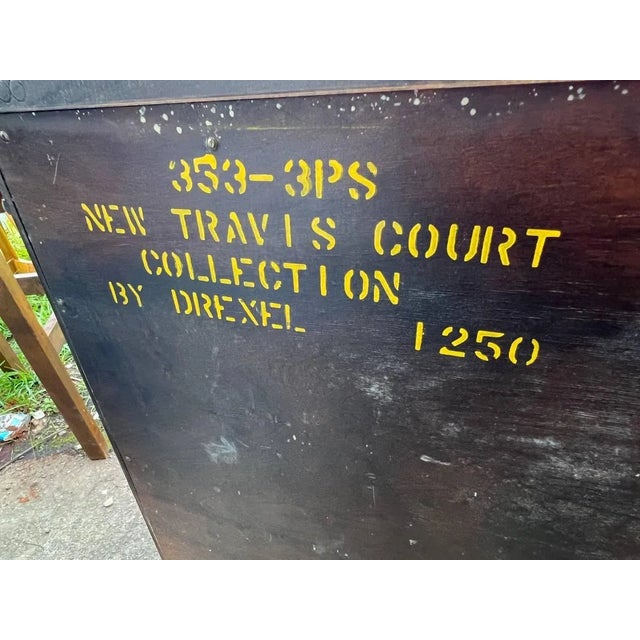 353-3PS
NEW TRAVIS COURT
COLLECTION
BY DREXEL 1250